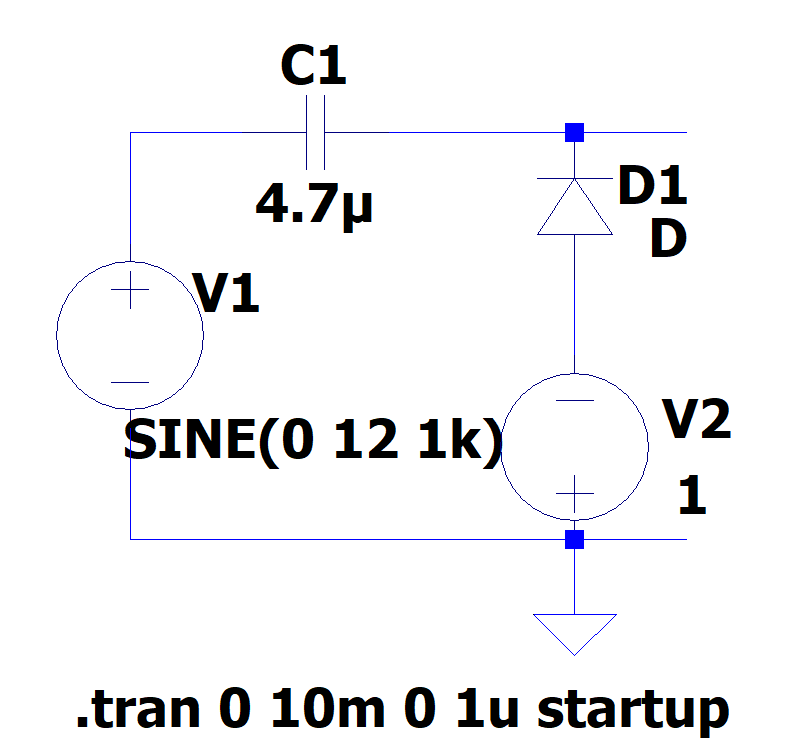 C1
4.7µ
D1
D
V1
SINE(0 12 1k)
V2
1
.tran 0 10m 0 1u startup